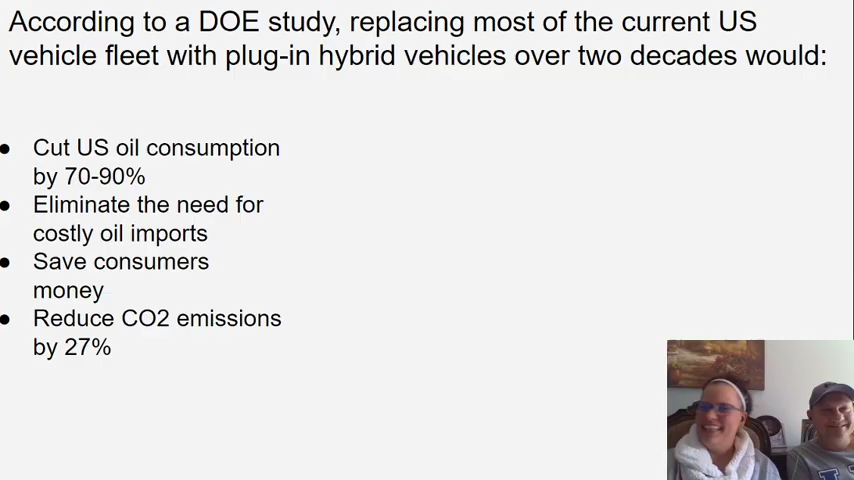 According to a DOE study, replacing most of the current US
vehicle fleet with plug-in hybrid vehicles over two decades would:
● Cut US oil consumption
by 70-90%
● Eliminate the need for
costly oil imports
● Save consumers
money
● Reduce CO2 emissions
by 27%